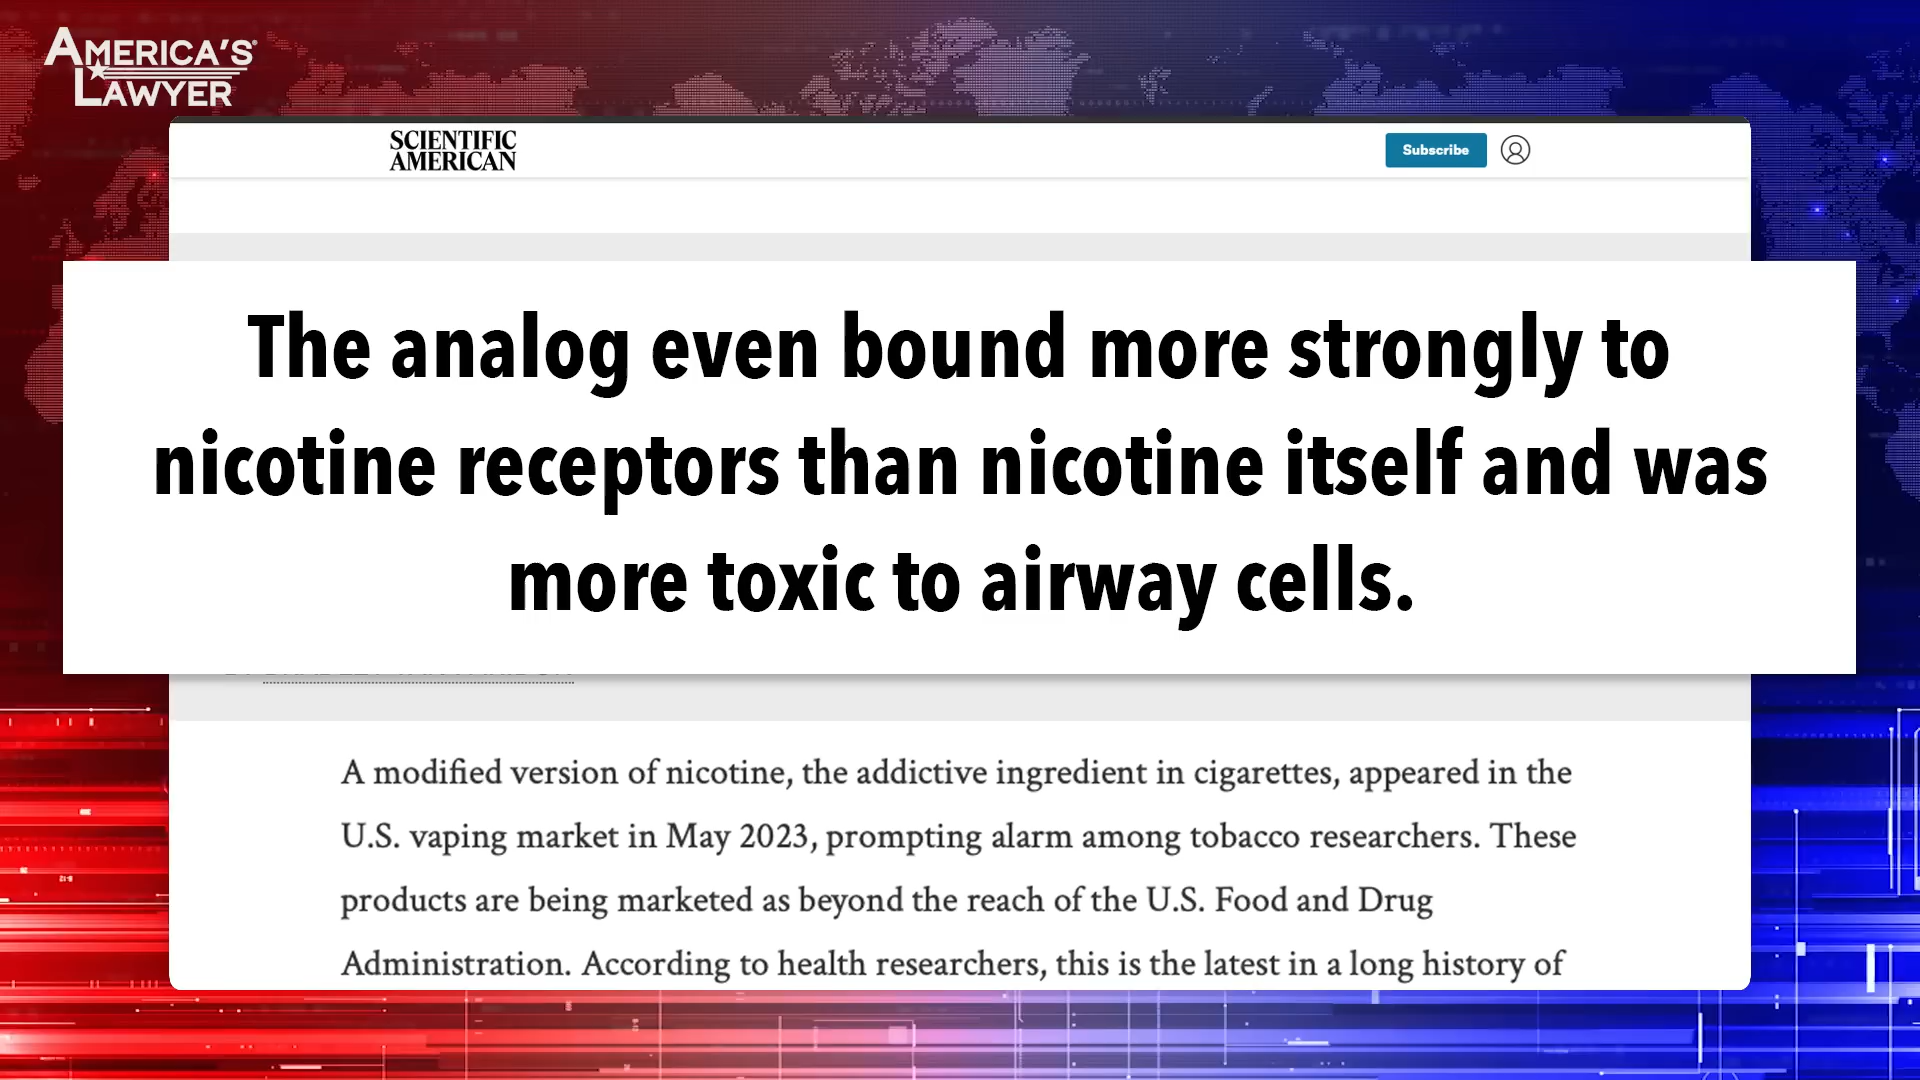 AMERICA'S
LAWYER
SCIENTIFIC
AMERICAN
Subscribe
The analog even bound more strongly to
nicotine receptors than nicotine itself and was
more toxic to airway cells.
A modified version of nicotine, the addictive ingredient in cigarettes, appeared in the
U.S. vaping market in May 2023, prompting alarm among tobacco researchers. These
products are being marketed as beyond the reach of the U.S. Food and Drug
Administration. According to health researchers, this is the latest in a long history of